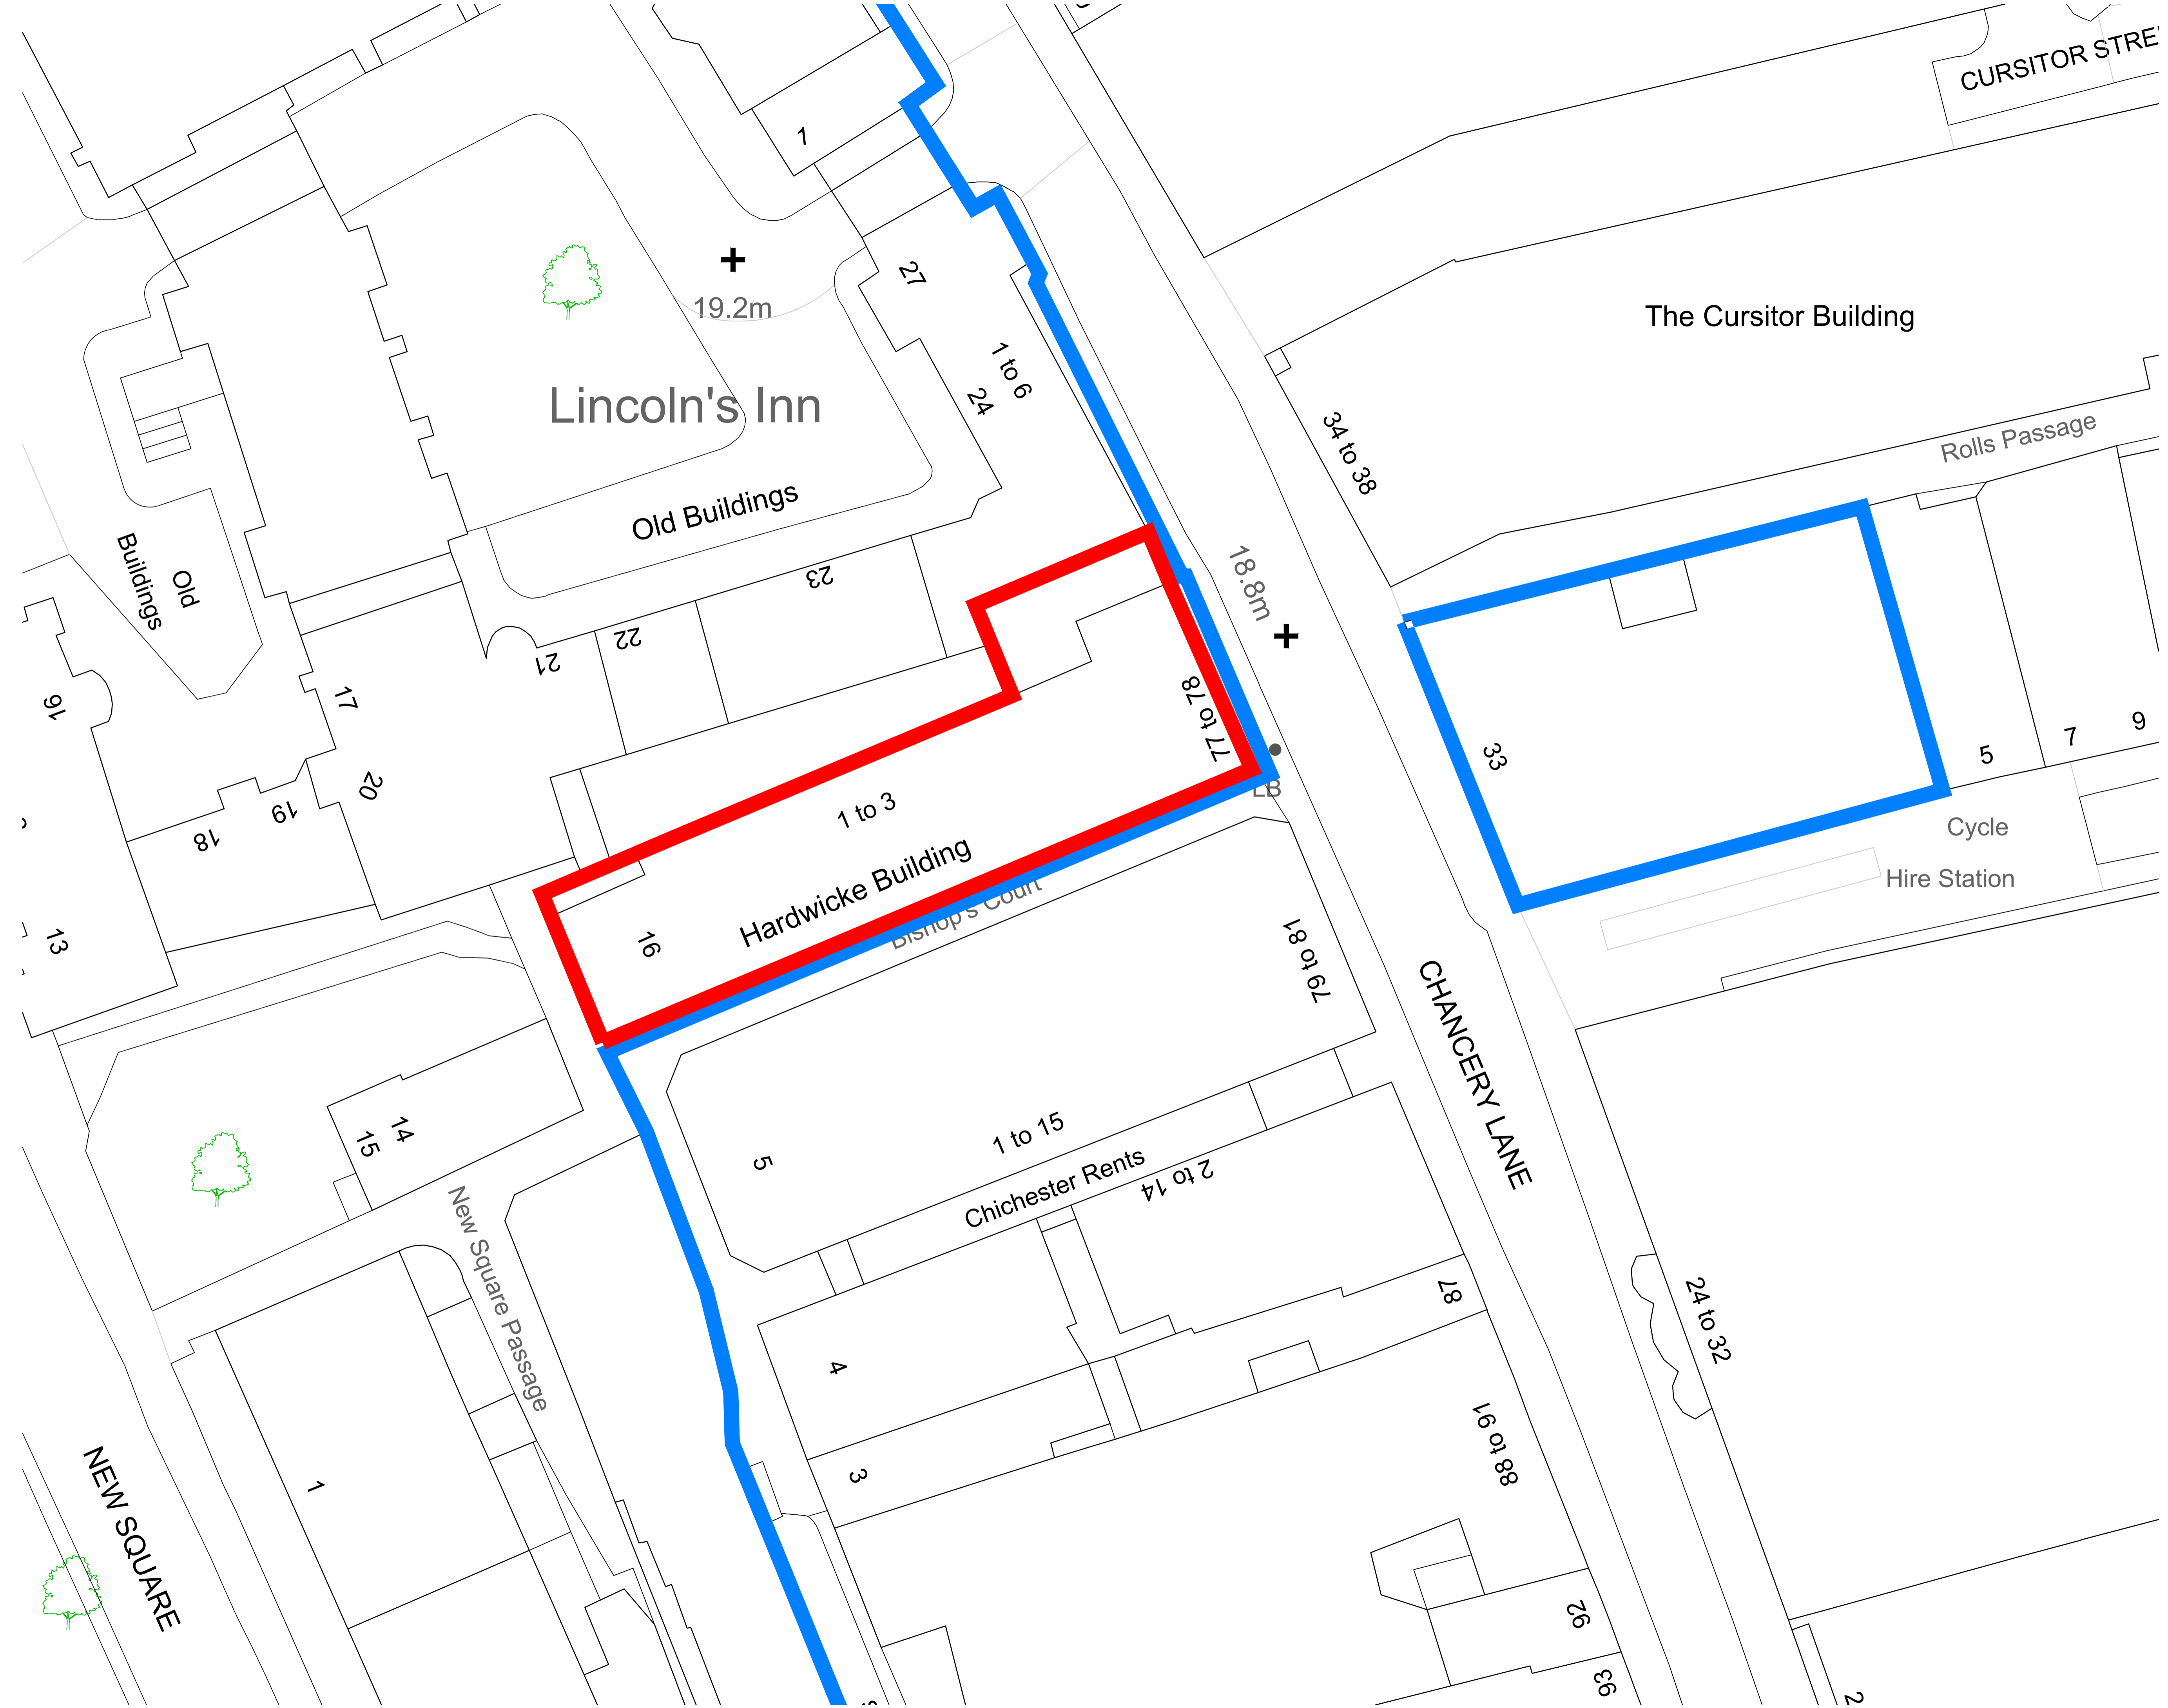 CURSITOR STREE
1
The Cursitor Building
19.2m
27
1 to 6
24
Lincoln's Inn
34 to 38
Rolls Passage
Old Buildings
Old
Buildings
23
22
21
18.8m
17
16
20
19
18
77 to 78
33
5
7
9
LB
1 to 3
Hardwicke Building
Bishop's Court
16
Cycle
Hire Station
13
79 to 81
CHANCERY LANE
14
15
5
1 to 15
Chichester Rents
2 to 14
New Square Passage
87
24 to 32
4
3
88 to 91
1
NEW SQUARE
92
93
2